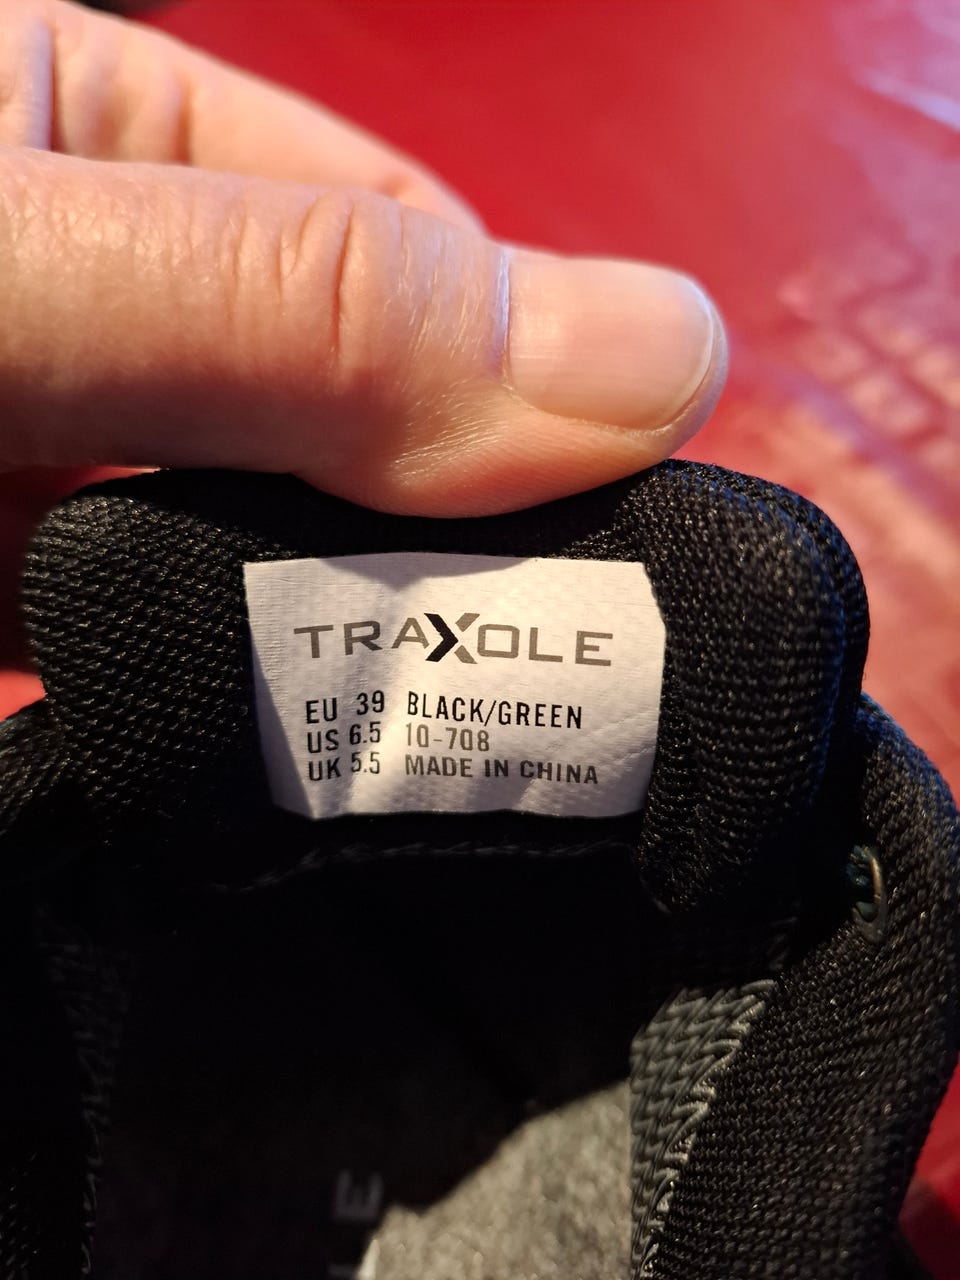 TRAXOLE
EU 39 BLACK/GREEN
US 6.5 10-708
UK 5.5 MADE IN CHINA